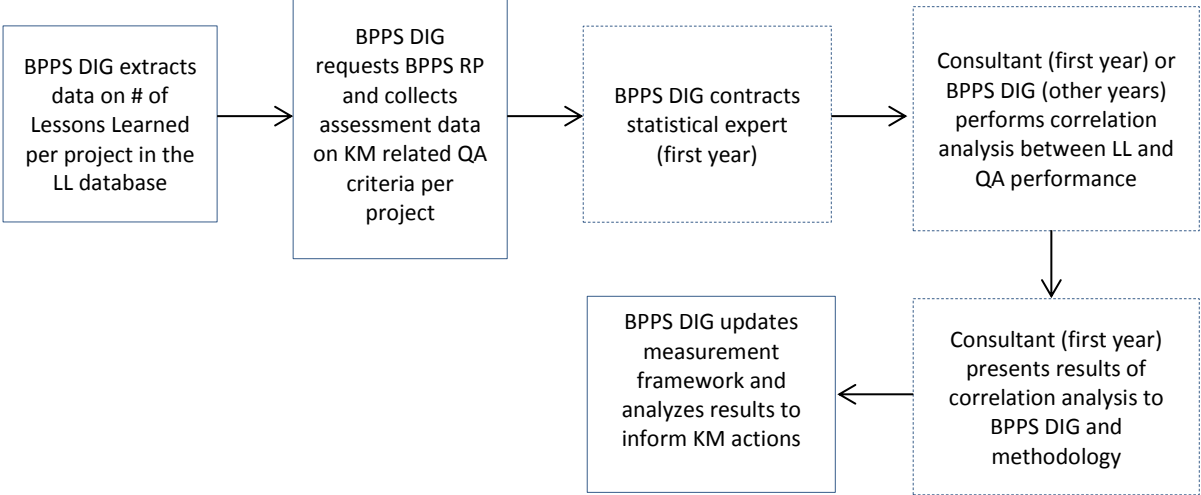 BPPS DIG extracts
data on # of
Lessons Learned
per project in the
LL database
BPPS DIG
requests BPPS RP
and collects
assessment data
on KM related QA
criteria per
project
BPPS DIG contracts
statistical expert
(first year)
Consultant (first year) or
BPPS DIG (other years)
performs correlation
analysis between LL and
QA performance
Consultant (first year)
presents results of
correlation analysis to
BPPS DIG and
methodology
BPPS DIG updates
measurement
framework and
analyzes results to
inform KM actions